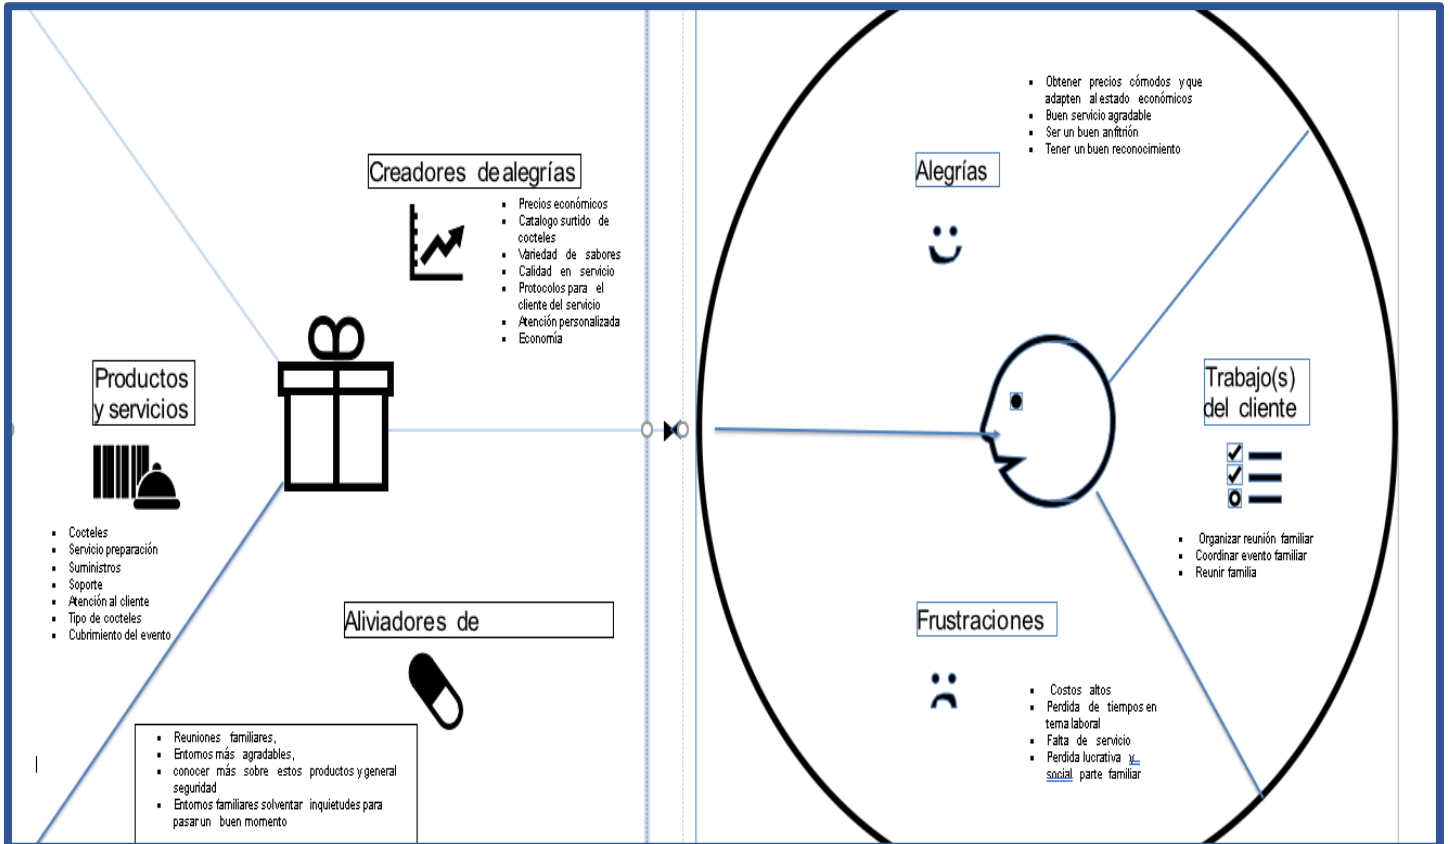 Creadores de alegrías
▪ Precios económicos
▪ Catalogo surtido de
cocteles
▪ Variedad de sabores
▪ Calidad en servicio
▪ Protocolos para el
cliente del servicio
▪ Atención personalizada
▪ Economía
Productos
y servicios
▪ Cocteles
▪ Servicio preparación
▪ Suministros
▪ Soporte
▪ Atención al cliente
▪ Tipo de cocteles
▪ Cubrimiento del evento
Aliviadores de
▪ Reuniones familiares,
▪ Entornos más agradables,
▪ conocer más sobre estos productos y general
seguridad
▪ Entornos familiares solventar inquietudes para
pasar un buen momento
▪ Obtener precios cómodos y que
adapten al estado económicos
▪ Buen servicio agradable
▪ Ser un buen anfitrión
▪ Tener un buen reconocimiento
Alegrías
Trabajo(s)
del cliente
▪ Organizar reunión familiar
▪ Coordinar evento familiar
▪ Reunir familia
Frustraciones
▪ Costos altos
▪ Perdida de tiempos en
tema laboral
▪ Falta de servicio
▪ Perdida lucrativa y
social parte familiar